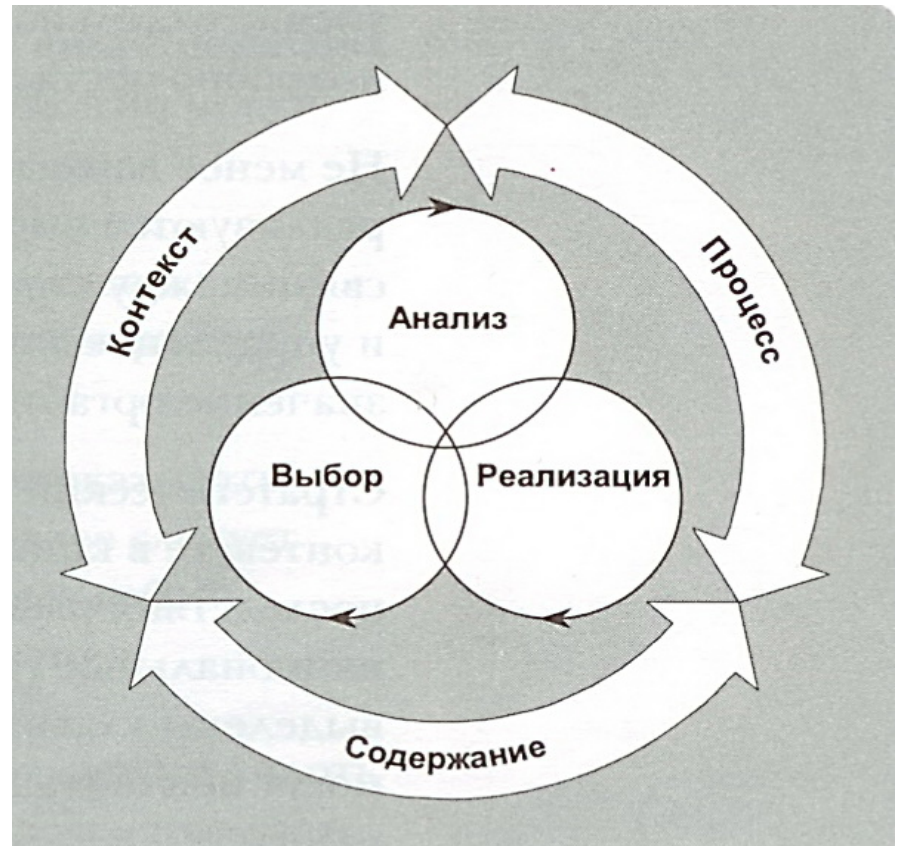 Контекст
Процесс
Анализ
Выбор
Реализация
Содержание